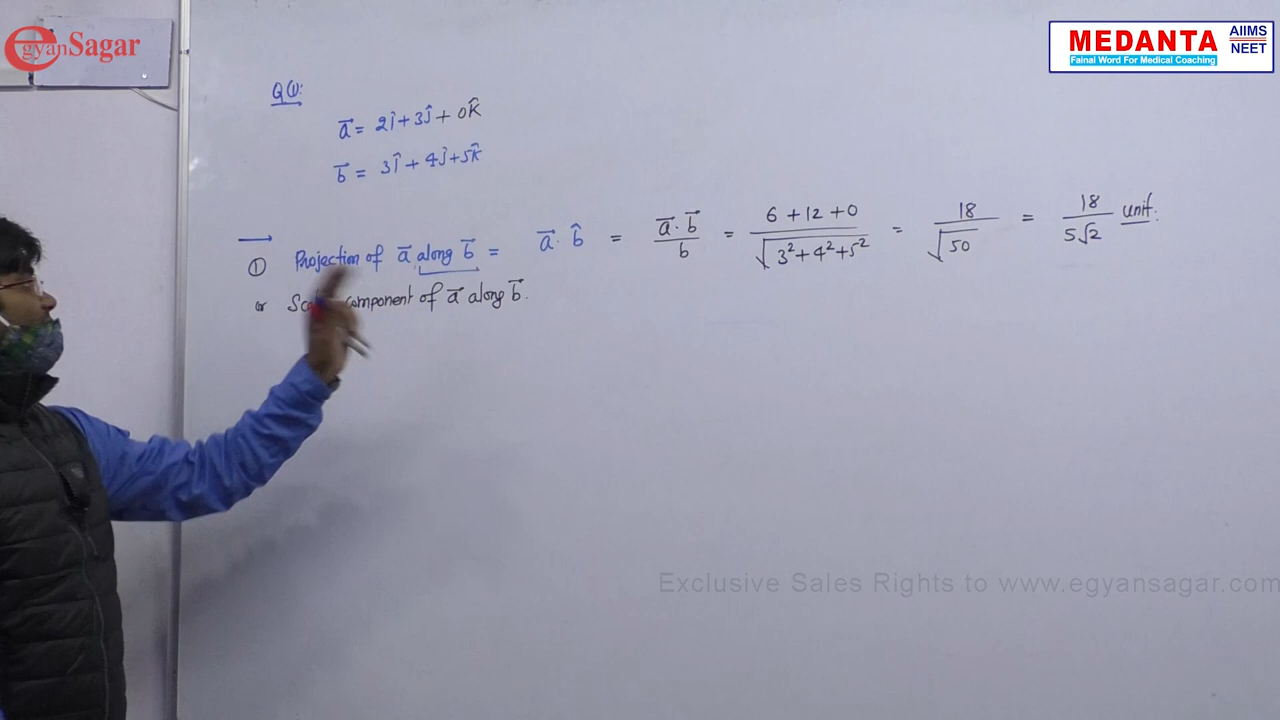 egyanSagar
MEDANTA AIIMS NEET
Fainal Word For Medical Coaching
Q①:
a⃗ = 2î + 3ĵ + 0k̂
b⃗ = 3î + 4ĵ + 5k̂
① Projection of a⃗ along b⃗ = a⃗ · b̂ = a⃗ · b⃗ / b = 6 + 12 + 0 / √3² + 4² + 5² = 18 / √50 = 18 / 5√2 unit.
or component of a⃗ along b⃗.
Exclusive Sales Rights to www.egyansagar.com